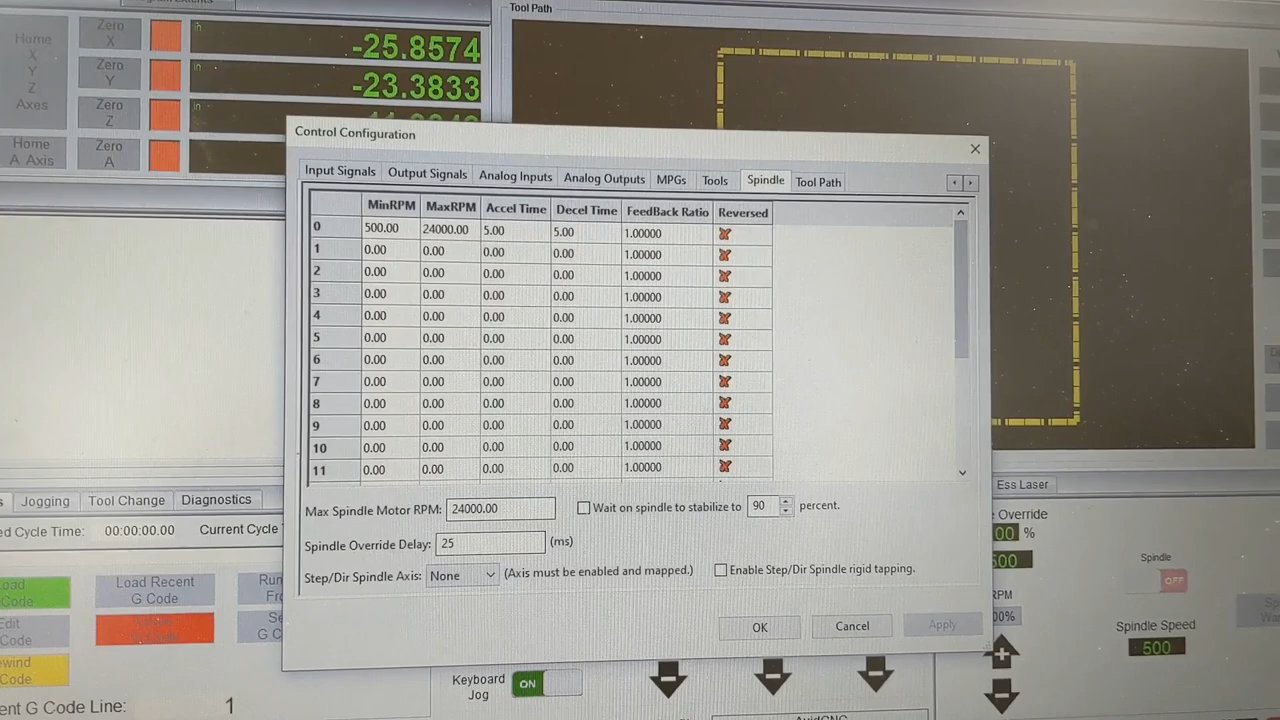 Tool Path
Home
X
Y
Z
Axes
Zero
X
in
-25.8574
Zero
Y
in
-23.3833
Zero
Z
in
Home
A Axis
Zero
A
Control Configuration
Input Signals Output Signals Analog Inputs Analog Outputs MPGs Tools Spindle Tool Path
MinRPM MaxRPM Accel Time Decel Time FeedBack Ratio Reversed
0 500.00 24000.00 5.00 5.00 1.00000
1 0.00 0.00 0.00 0.00 1.00000
2 0.00 0.00 0.00 0.00 1.00000
3 0.00 0.00 0.00 0.00 1.00000
4 0.00 0.00 0.00 0.00 1.00000
5 0.00 0.00 0.00 0.00 1.00000
6 0.00 0.00 0.00 0.00 1.00000
7 0.00 0.00 0.00 0.00 1.00000
8 0.00 0.00 0.00 0.00 1.00000
9 0.00 0.00 0.00 0.00 1.00000
10 0.00 0.00 0.00 0.00 1.00000
11 0.00 0.00 0.00 0.00 1.00000
Max Spindle Motor RPM: 24000.00 Wait on spindle to stabilize to 90 percent.
Spindle Override Delay: 25 (ms)
Step/Dir Spindle Axis: None (Axis must be enabled and mapped.) Enable Step/Dir Spindle rigid tapping.
OK Cancel Apply
Jogging Tool Change Diagnostics
Ess Laser
Cycle Time: 00:00:00.00 Current Cycle
Override
00 %
500
RPM
00%
Load Recent
G Code
Code
Code
Code
G C
Spindle
OFF
Spindle Speed
500
Keyboard
Jog
ON
G Code Line: 1